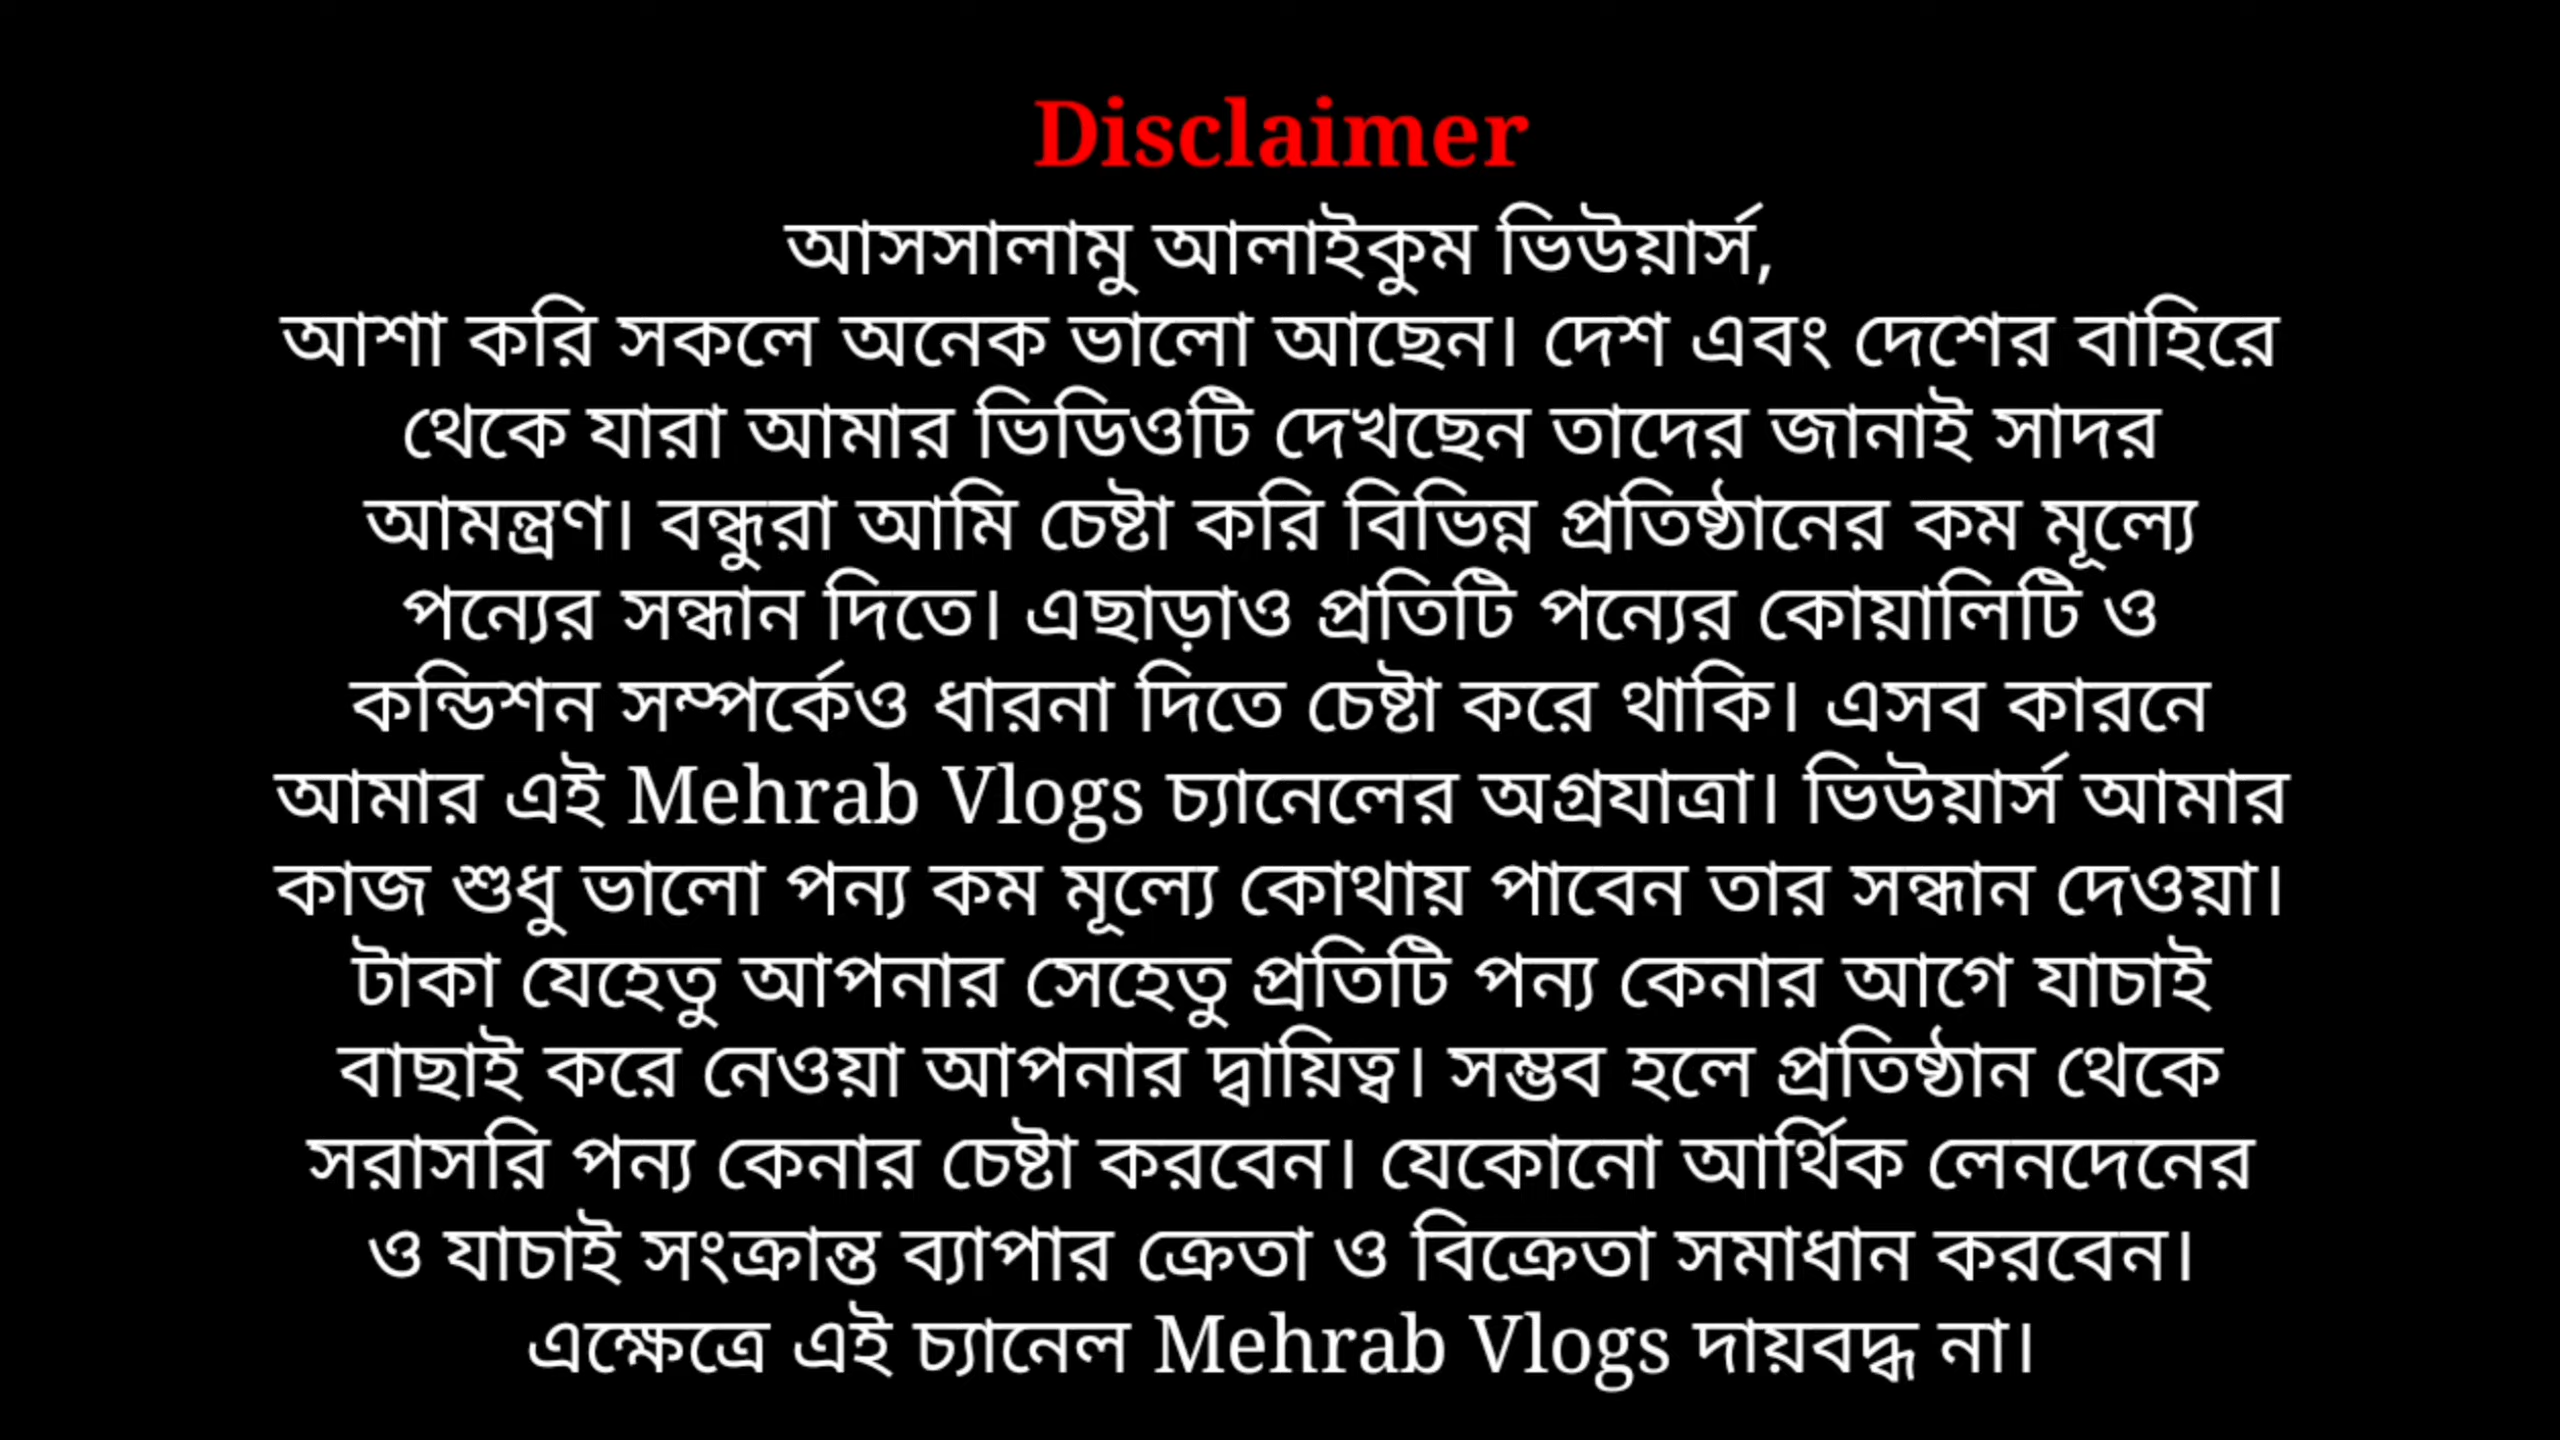 Disclaimer
আসসালামু আলাইকুম ভিউয়ার্স,
আশা করি সকলে অনেক ভালো আছেন। দেশ এবং দেশের বাহিরে
থেকে যারা আমার ভিডিওটি দেখছেন তাদের জানাই সাদর
আমন্ত্রণ। বন্ধুরা আমি চেষ্টা করি বিভিন্ন প্রতিষ্ঠানের কম মূল্যে
পন্যের সন্ধান দিতে। এছাড়াও প্রতিটি পন্যের কোয়ালিটি ও
কন্ডিশন সম্পর্কেও ধারনা দিতে চেষ্টা করে থাকি। এসব কারনে
আমার এই Mehrab Vlogs চ্যানেলের অগ্রযাত্রা। ভিউয়ার্স আমার
কাজ শুধু ভালো পন্য কম মূল্যে কোথায় পাবেন তার সন্ধান দেওয়া।
টাকা যেহেতু আপনার সেহেতু প্রতিটি পন্য কেনার আগে যাচাই
বাছাই করে নেওয়া আপনার দ্বায়িত্ব। সম্ভব হলে প্রতিষ্ঠান থেকে
সরাসরি পন্য কেনার চেষ্টা করবেন। যেকোনো আর্থিক লেনদেনের
ও যাচাই সংক্রান্ত ব্যাপার ক্রেতা ও বিক্রেতা সমাধান করবেন।
এক্ষেত্রে এই চ্যানেল Mehrab Vlogs দায়বদ্ধ না।